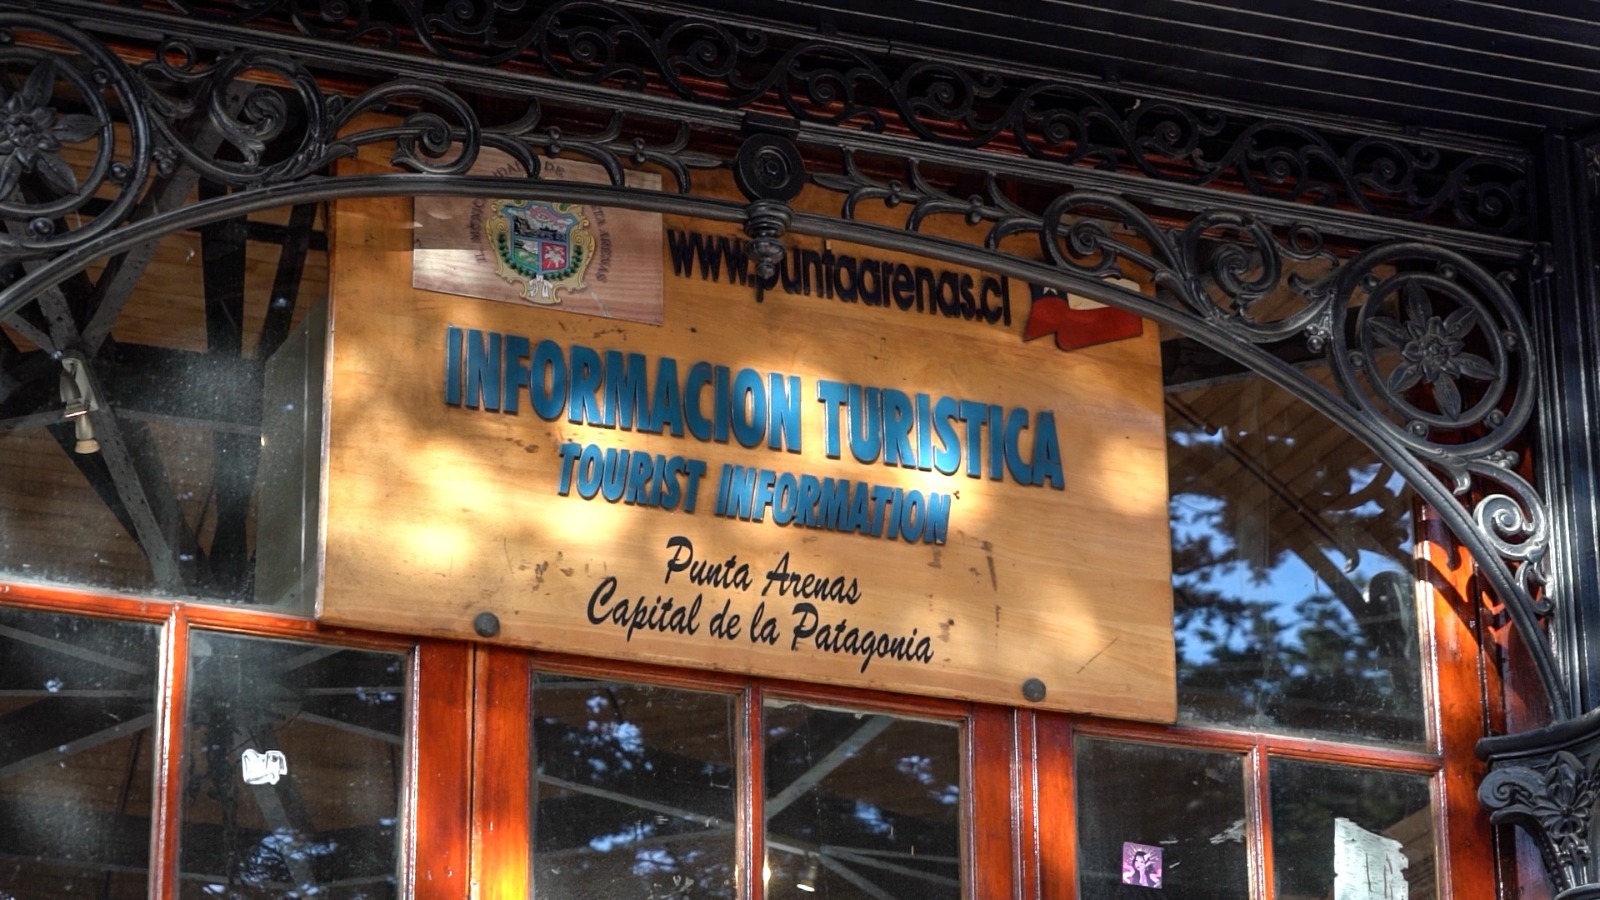 www.puntaarenas.cl
INFORMACION TURISTICA
TOURIST INFORMATION
Punta Arenas
Capital de la Patagonia